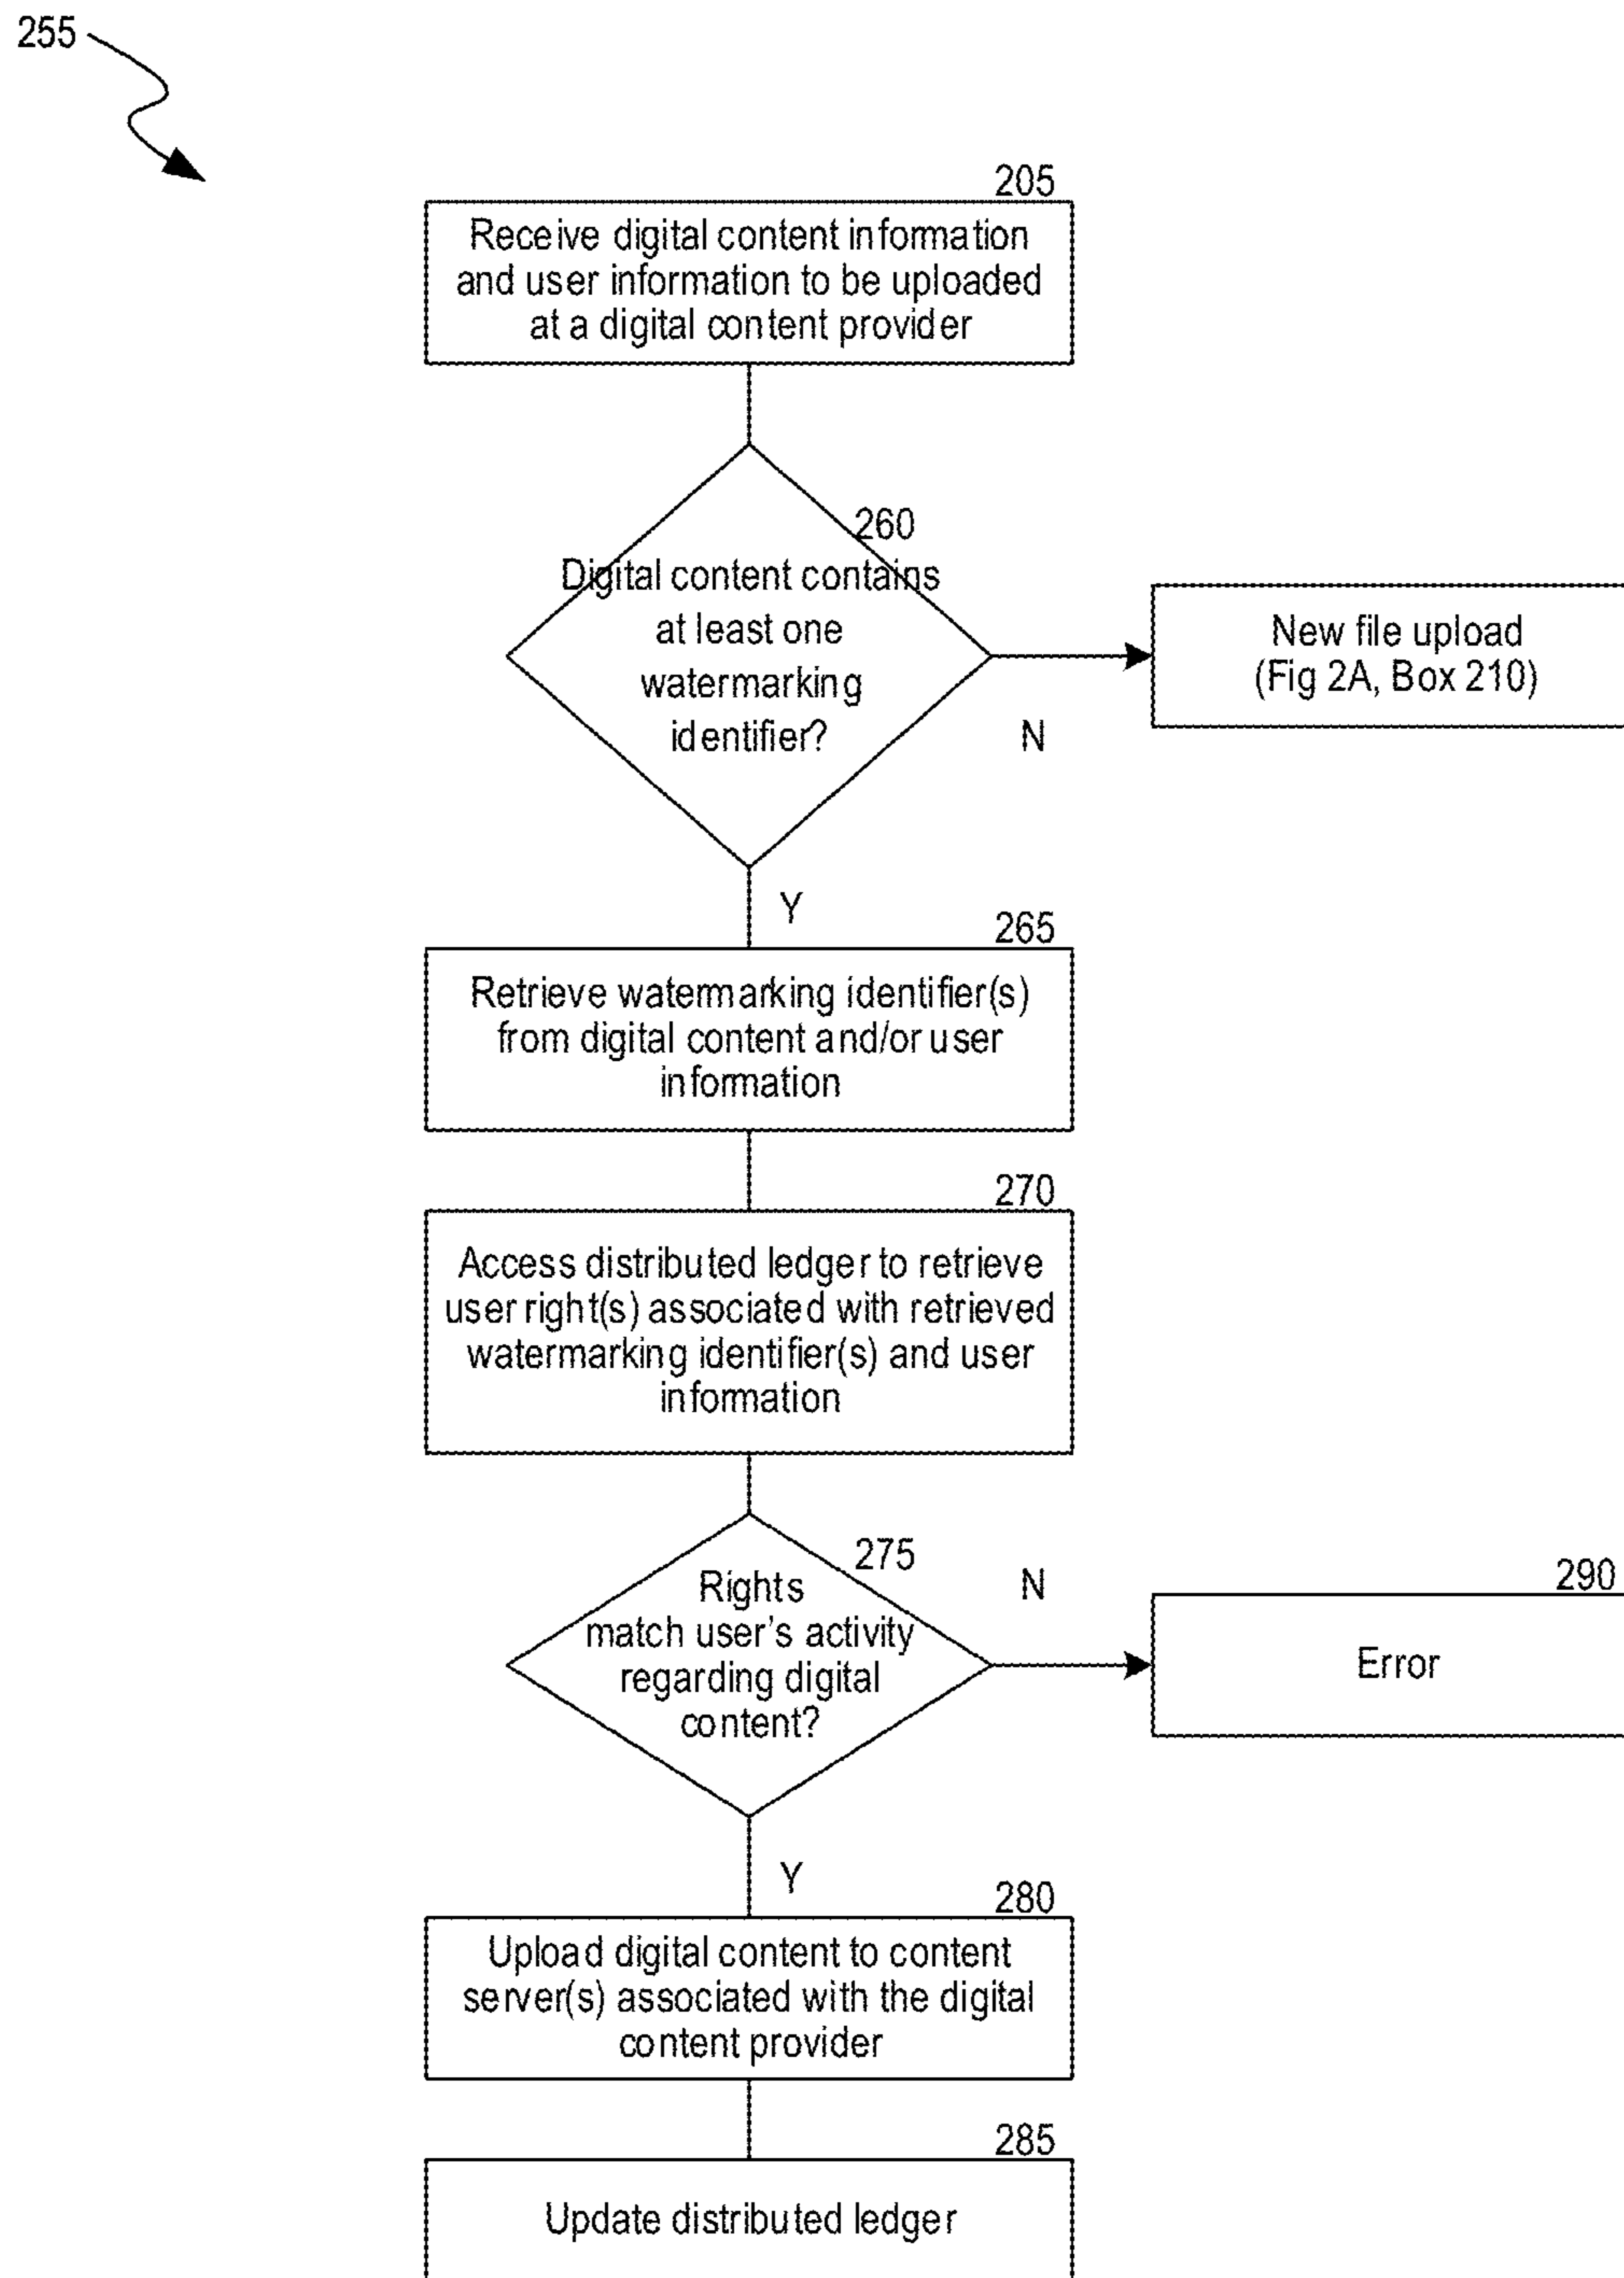 255
205
Receive digital content information
and user information to be uploaded
at a digital content provider
260
Digital content contains
at least one
watermarking
identifier?
New file upload
(Fig 2A, Box 210)
N
Y
265
Retrieve watermarking identifier(s)
from digital content and/or user
information
270
Access distributed ledger to retrieve
user right(s) associated with retrieved
watermarking identifier(s) and user
information
275
Rights
match user's activity
regarding digital
content?
N
290
Error
Y
280
Upload digital content to content
server(s) associated with the digital
content provider
285
Update distributed ledger